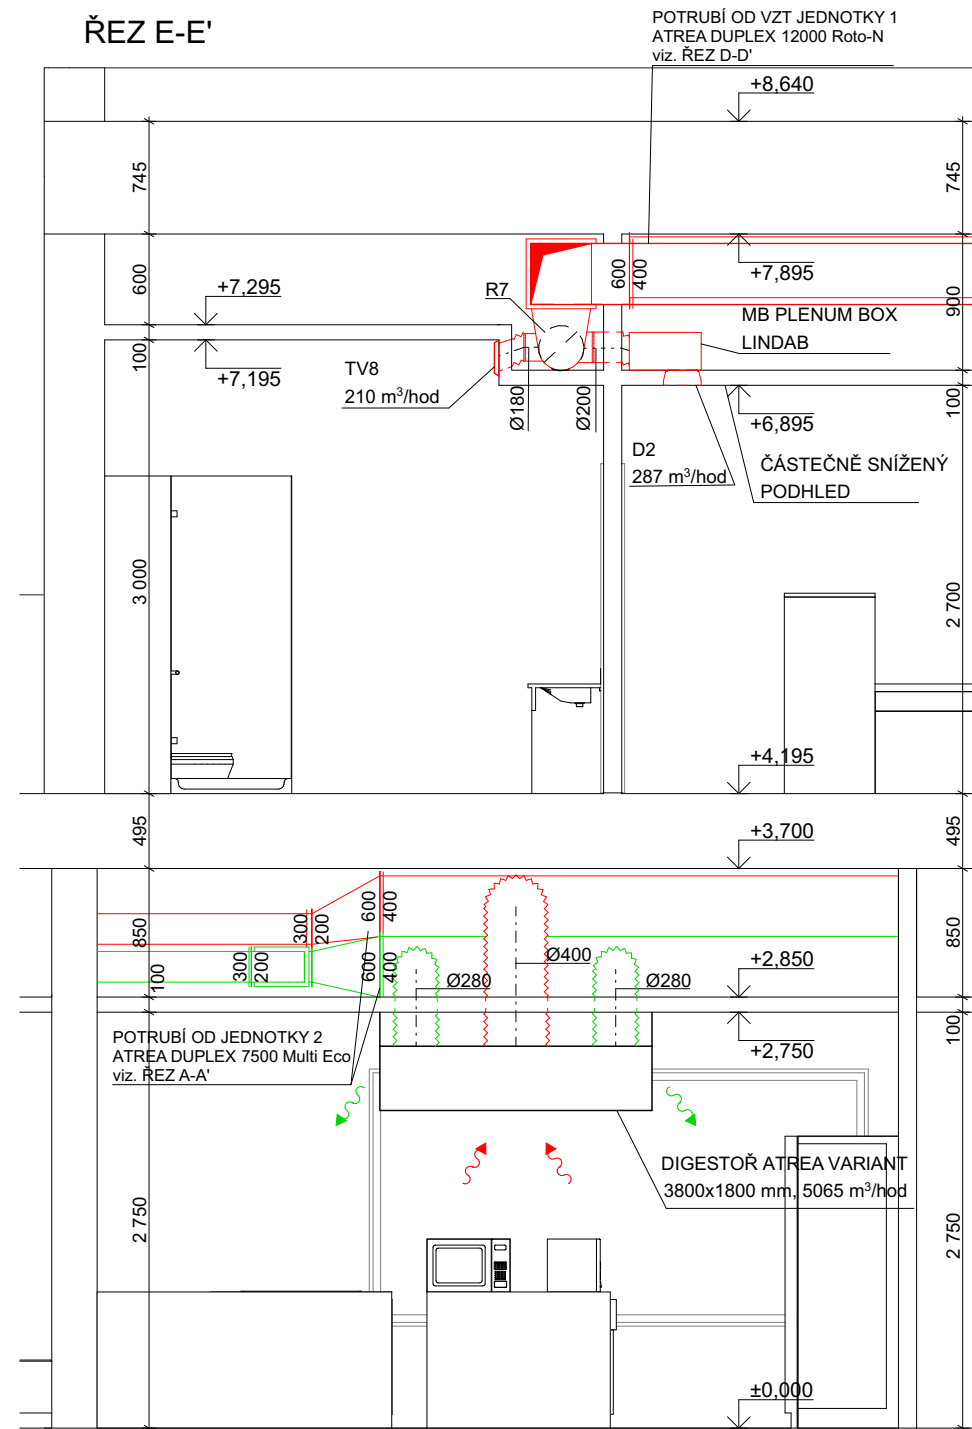 ŘEZ E-E'
POTRUBÍ OD VZT JEDNOTKY 1
ATREA DUPLEX 12000 Roto-N
viz. ŘEZ D-D'
+8,640
745
745
600
+7,295
R7
600
400
+7,895
900
MB PLENUM BOX
LINDAB
100
+7,195
TV8
210 m³/hod
Ø180
Ø200
100
+6,895
D2
287 m³/hod
ČÁSTEČNĚ SNÍŽENÝ
PODHLED
3 000
2 700
+4,195
495
+3,700
495
850
300
200
600
400
850
100
300
200
600
400
Ø280
Ø400
Ø280
+2,850
POTRUBÍ OD JEDNOTKY 2
ATREA DUPLEX 7500 Multi Eco
viz. ŘEZ A-A'
+2,750
100
DIGESTOŘ ATREA VARIANT
3800x1800 mm, 5065 m³/hod
2 750
2 750
±0,000